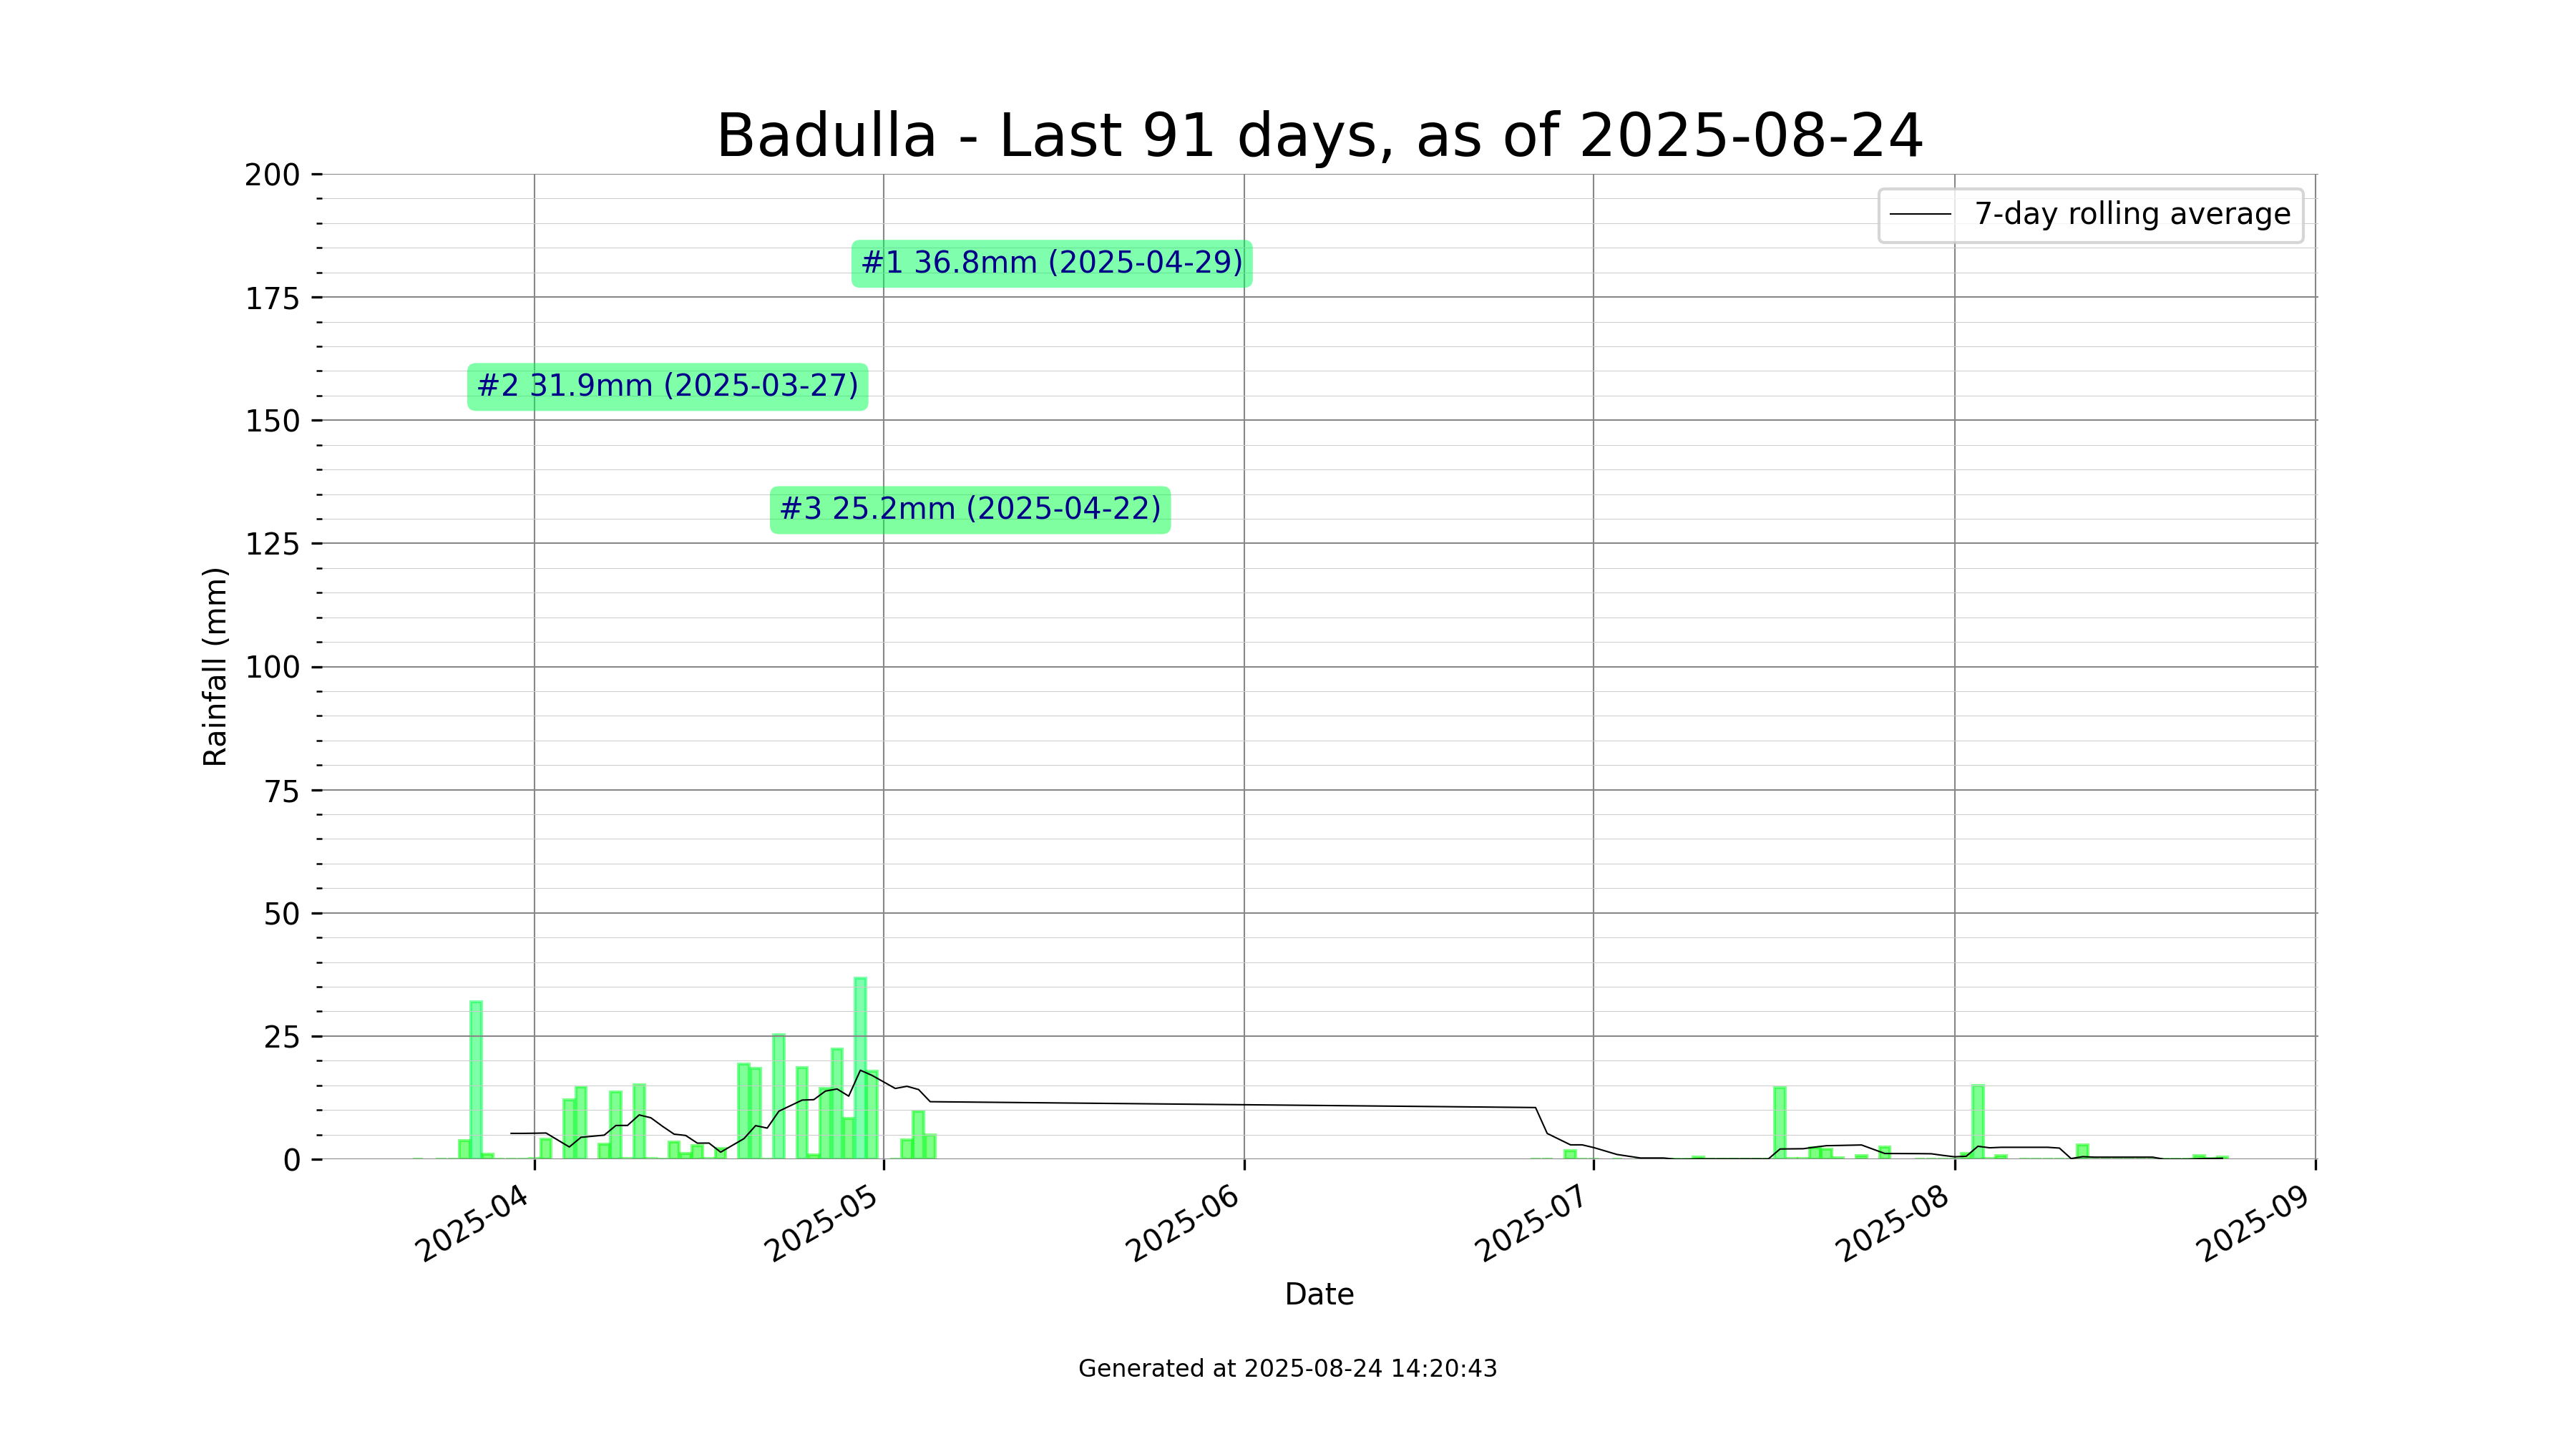 Badulla - Last 91 days, as of 2025-08-24
200
175
150
125
100
75
50
25
0
Rainfall (mm)
7-day rolling average
#1 36.8mm (2025-04-29)
#2 31.9mm (2025-03-27)
#3 25.2mm (2025-04-22)
2025-04
2025-05
2025-06
2025-07
2025-08
2025-09
Date
Generated at 2025-08-24 14:20:43